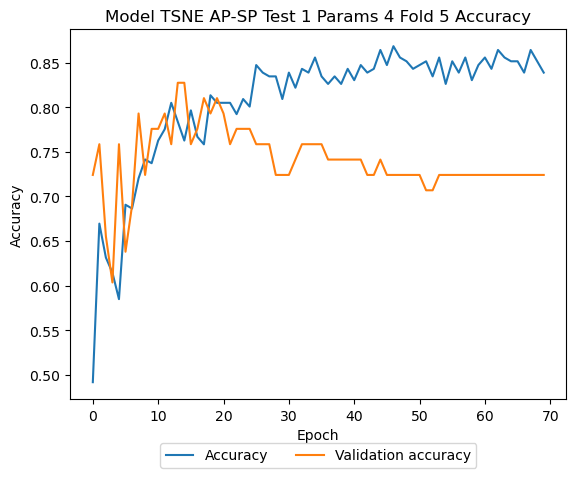 Model TSNE AP-SP Test 1 Params 4 Fold 5 Accuracy
0.85
0.80
0.75
0.70
0.65
0.60
0.55
0.50
Accuracy
0 10 20 30 40 50 60 70
Epoch
Accuracy Validation accuracy